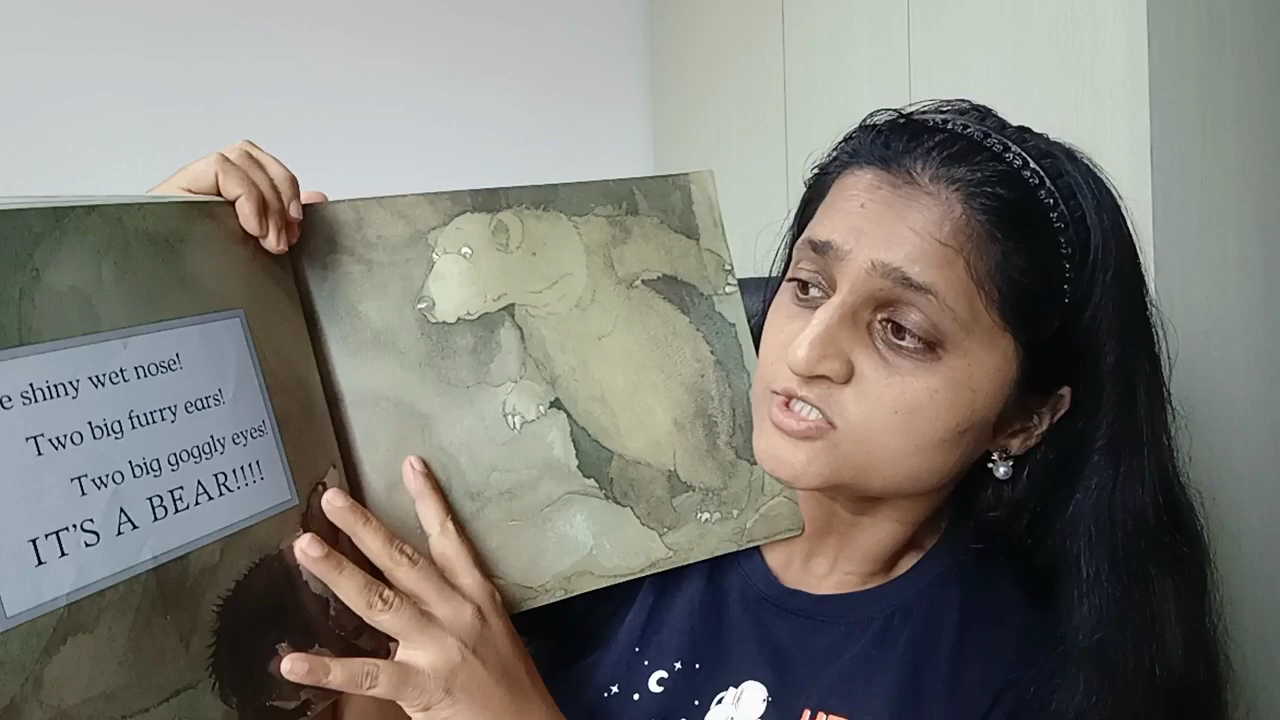 e shiny wet nose!
Two big furry ears!
Two big goggly eyes!
IT'S A BEAR!!!!